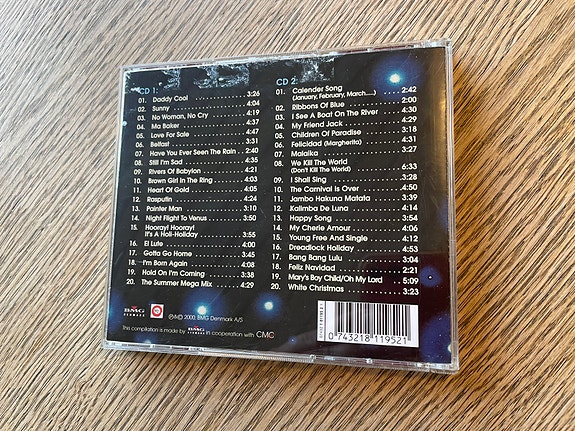 CD 1:
01. Daddy Cool 3:26
02. Sunny 4:04
03. No Woman, No Cry 4:19
04. Ma Baker 4:37
05. Love For Sale 4:47
06. Belfast 3:31
07. Have You Ever Seen the Rain 2:40
08. Still I'm Sad 4:35
09. Rivers Of Babylon 4:21
10. Brown Girl In The Ring 4:03
11. Heart Of Gold 4:05
12. Rasputin 4:24
13. Painter Man 3:10
14. Night Flight To Venus 3:50
15. Hooray! Hooray!
It's A Holi-Holiday 3:55
16. El Lute 5:09
17. Gotta Go Home 3:45
18. I'm Born Again 4:08
19. Hold On I'm Coming 3:38
20. The Summer Mega Mix 4:29
CD 2:
01. Calender Song
(January, February, March.....) 2:42
02. Ribbons Of Blue 2:00
03. I See A Boat On The River 4:30
04. My Friend Jack 4:29
05. Children Of Paradise 3:18
06. Felicidad (Margherita) 4:31
07. Malaika 3:27
08. We Kill The World
(Don't Kill The World) 6:33
09. I Shall Sing 3:28
10. The Carnival Is Over 4:50
11. Jambo Hakuna Matata 3:39
12. Kalimba De Luna 4:14
13. Happy Song 3:54
14. My Cherie Amour 4:06
15. Young Free And Single 4:12
16. Dreadlock Holiday 4:53
17. Bang Bang Lulu 3:04
18. Feliz Navidad 2:21
19. Mary's Boy Child/Oh My Lord 5:09
20. White Christmas 3:23
BMG
DENMARK
℗/© 2000, BMG Denmark A/S
This compilation is made by BMG in cooperation with CMC
0 743218 119521